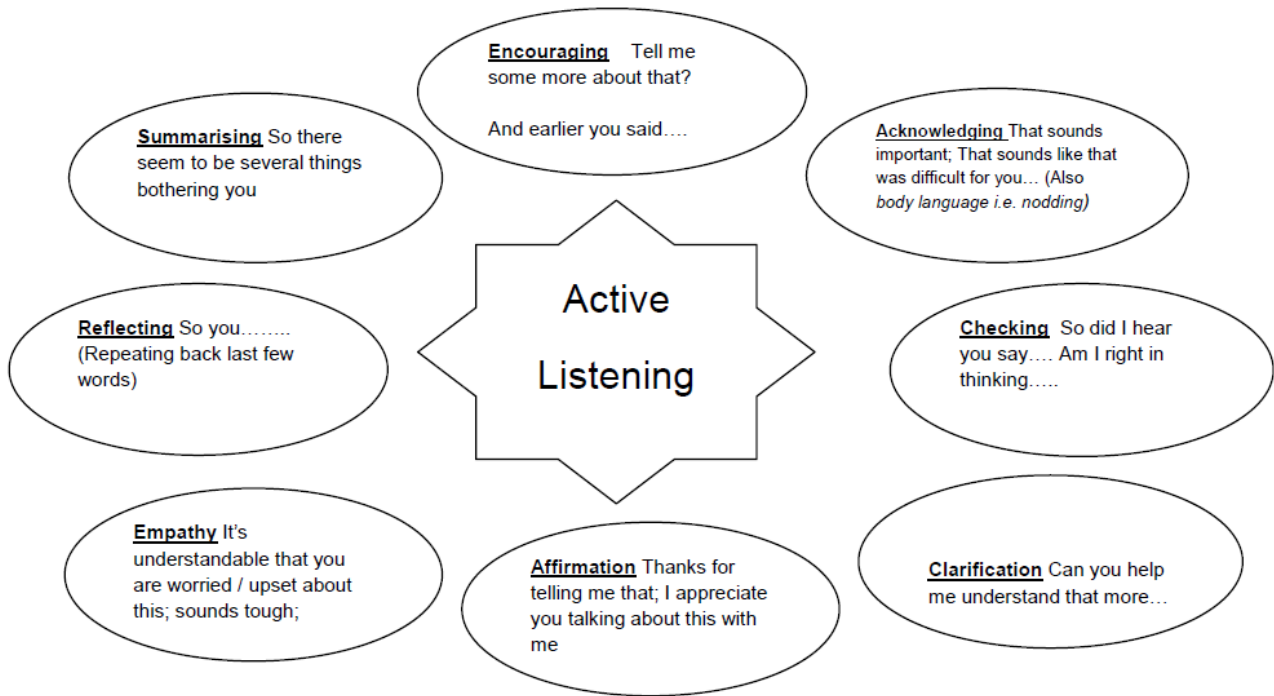 Encouraging Tell me
some more about that?
And earlier you said….
Summarising So there
seem to be several things
bothering you
Acknowledging That sounds
important; That sounds like that
was difficult for you… (Also
body language i.e. nodding)
Active
Listening
Reflecting So you……..
(Repeating back last few
words)
Checking So did I hear
you say…. Am I right in
thinking…..
Empathy It’s
understandable that you
are worried / upset about
this; sounds tough;
Affirmation Thanks for
telling me that; I appreciate
you talking about this with
me
Clarification Can you help
me understand that more…